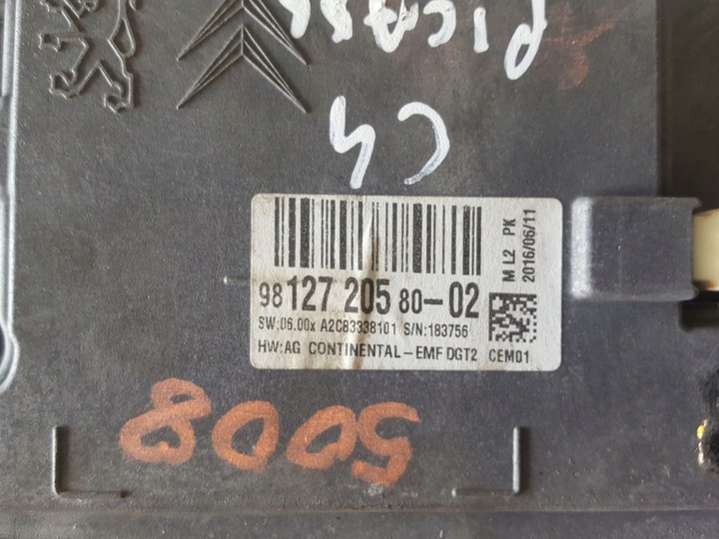 PICASS
C4
M L2 PK
2016/06/11
98 127 205 80-02
SW:06.00x A2C83338101 S/N:183756
HW:AG CONTINENTAL-EMF DGT2 CEM01
5008